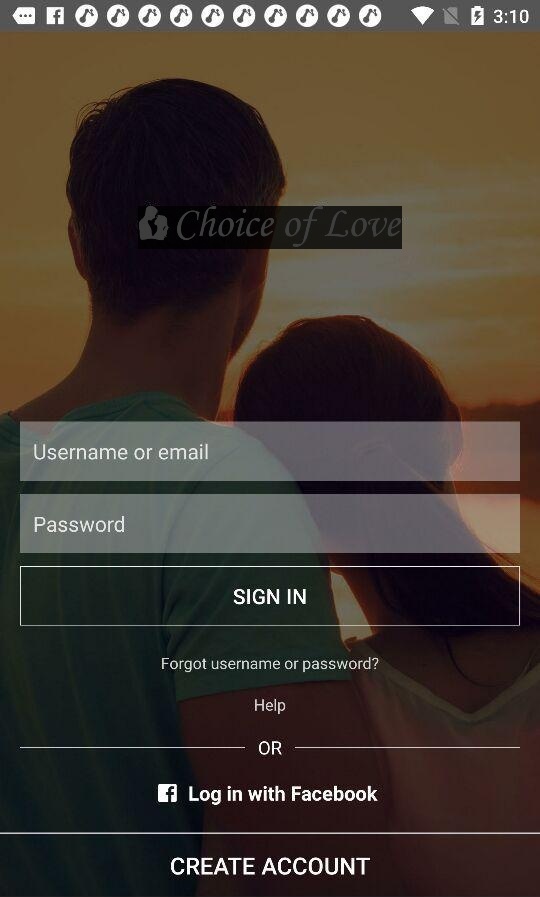 3:10
Choice of Love
Username or email
Password
SIGN IN
Forgot username or password?
Help
OR
Log in with Facebook
CREATE ACCOUNT